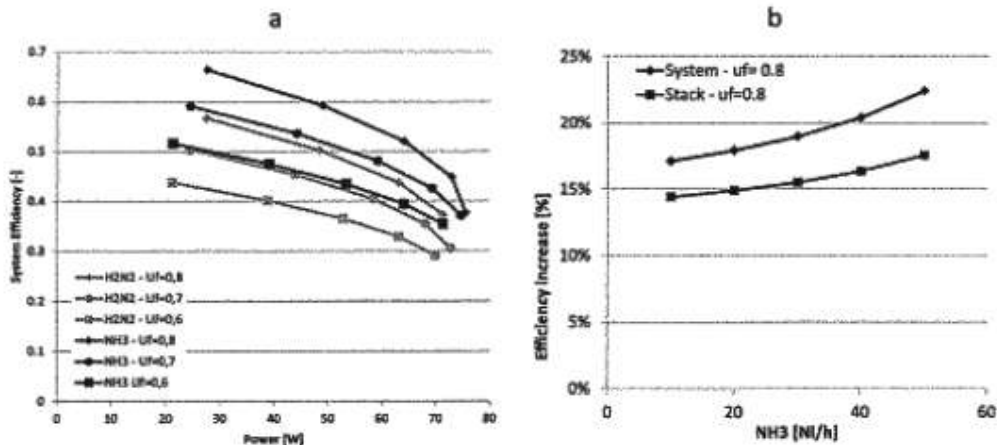 a
b
0.7
0.6
0.5
0.4
0.3
0.2
0.1
0
System Efficiency [-]
H2N2 - Uf=0,8
H2N2 - Uf=0,7
H2N2 - Uf=0,6
NH3 - Uf=0,8
NH3 - Uf=0,7
NH3 Uf=0,6
0 10 20 30 40 50 60 70 80
Power [W]
25%
20%
15%
10%
5%
0%
Efficiency Increase [%]
System - uf= 0.8
Stack - uf=0.8
0 20 40 60
NH3 [Nl/h]